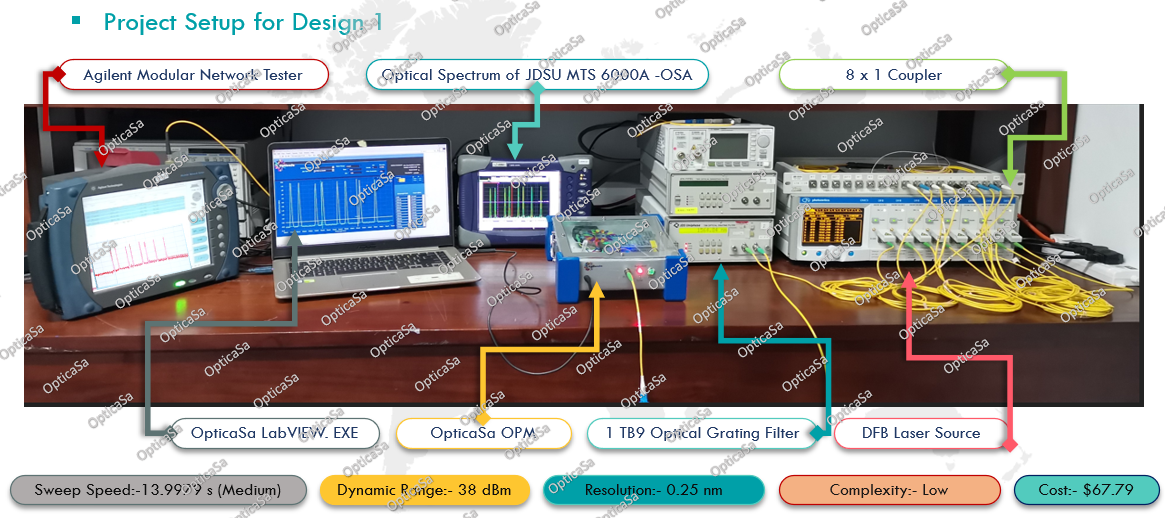 Project Setup for Design 1
Agilent Modular Network Tester
Optical Spectrum of JDSU MTS 6000A -OSA
8 x 1 Coupler
OpticaSa LabVIEW. EXE
OpticaSa OPM
1 TB9 Optical Grating Filter
DFB Laser Source
Sweep Speed:-13.9999 s (Medium)
Dynamic Range:- 38 dBm
Resolution:- 0.25 nm
Complexity:- Low
Cost:- $67.79
OpticaSa